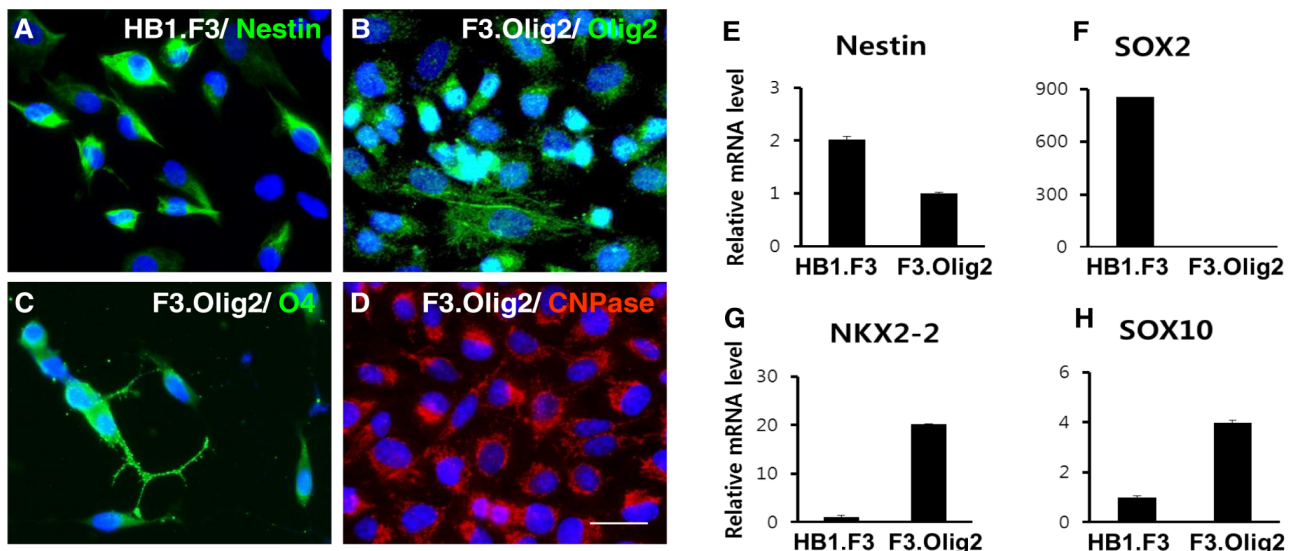 A HB1.F3/ Nestin
B F3.Olig2/ Olig2
C F3.Olig2/ O4
D F3.Olig2/ CNPase
E Nestin
Relative mRNA level
3
2
1
0
HB1.F3 F3.Olig2
F SOX2
900
600
300
0
HB1.F3 F3.Olig2
G NKX2-2
Relative mRNA level
30
20
10
0
HB1.F3 F3.Olig2
H SOX10
6
4
2
0
HB1.F3 F3.Olig2